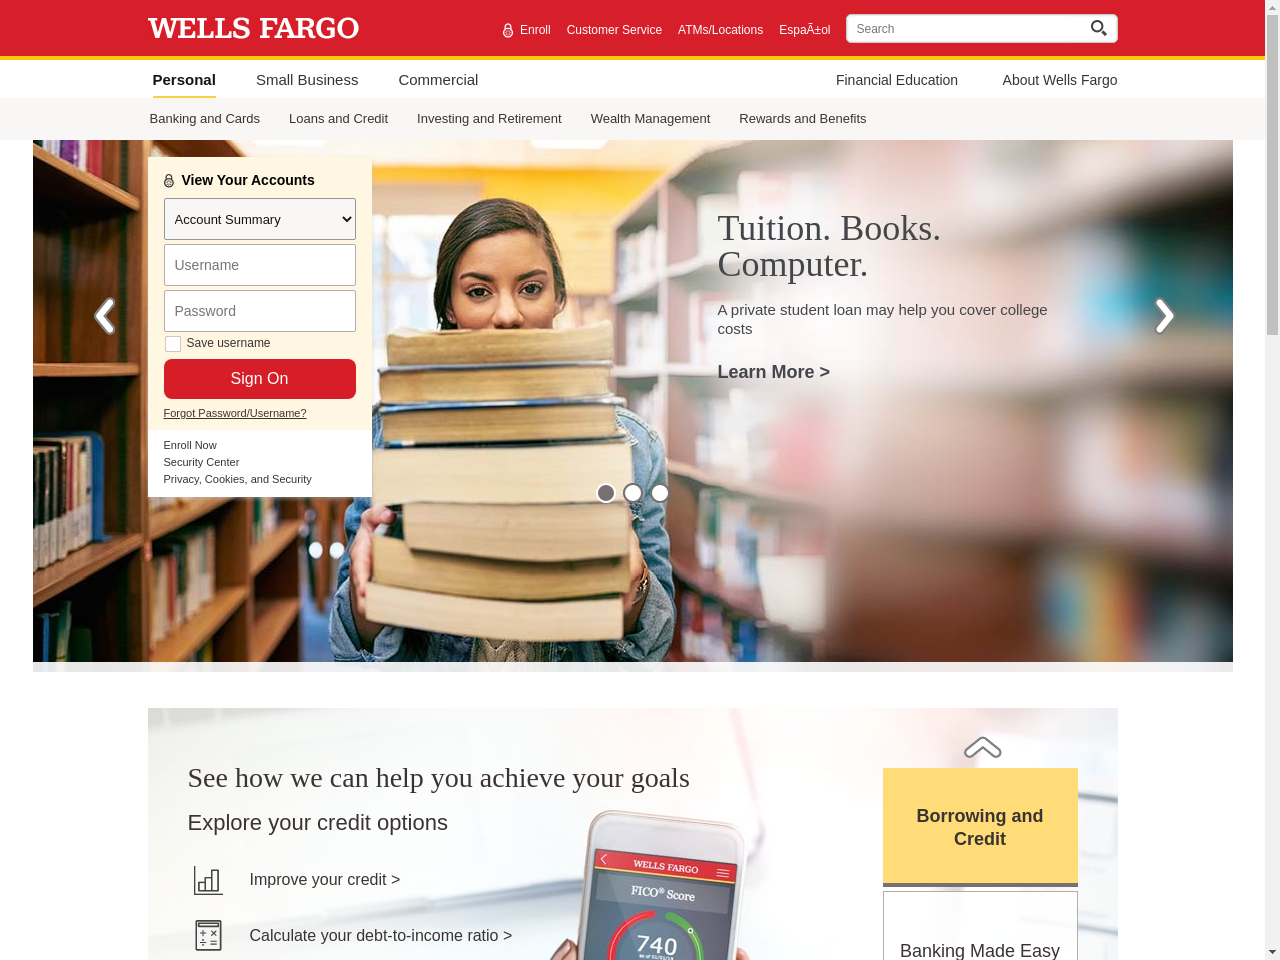 WELLS FARGO
Enroll
Customer Service
ATMs/Locations
EspaÃ±ol
Search
Personal
Small Business
Commercial
Financial Education
About Wells Fargo
Banking and Cards
Loans and Credit
Investing and Retirement
Wealth Management
Rewards and Benefits
View Your Accounts
Account Summary
Username
Password
Save username
Sign On
Forgot Password/Username?
Enroll Now
Security Center
Privacy, Cookies, and Security
Tuition. Books.
Computer.
A private student loan may help you cover college
costs
Learn More >
See how we can help you achieve your goals
Explore your credit options
Improve your credit >
Calculate your debt-to-income ratio >
WELLS FARGO
FICO® Score
740
as of 01/01/19
Borrowing and
Credit
Banking Made Easy